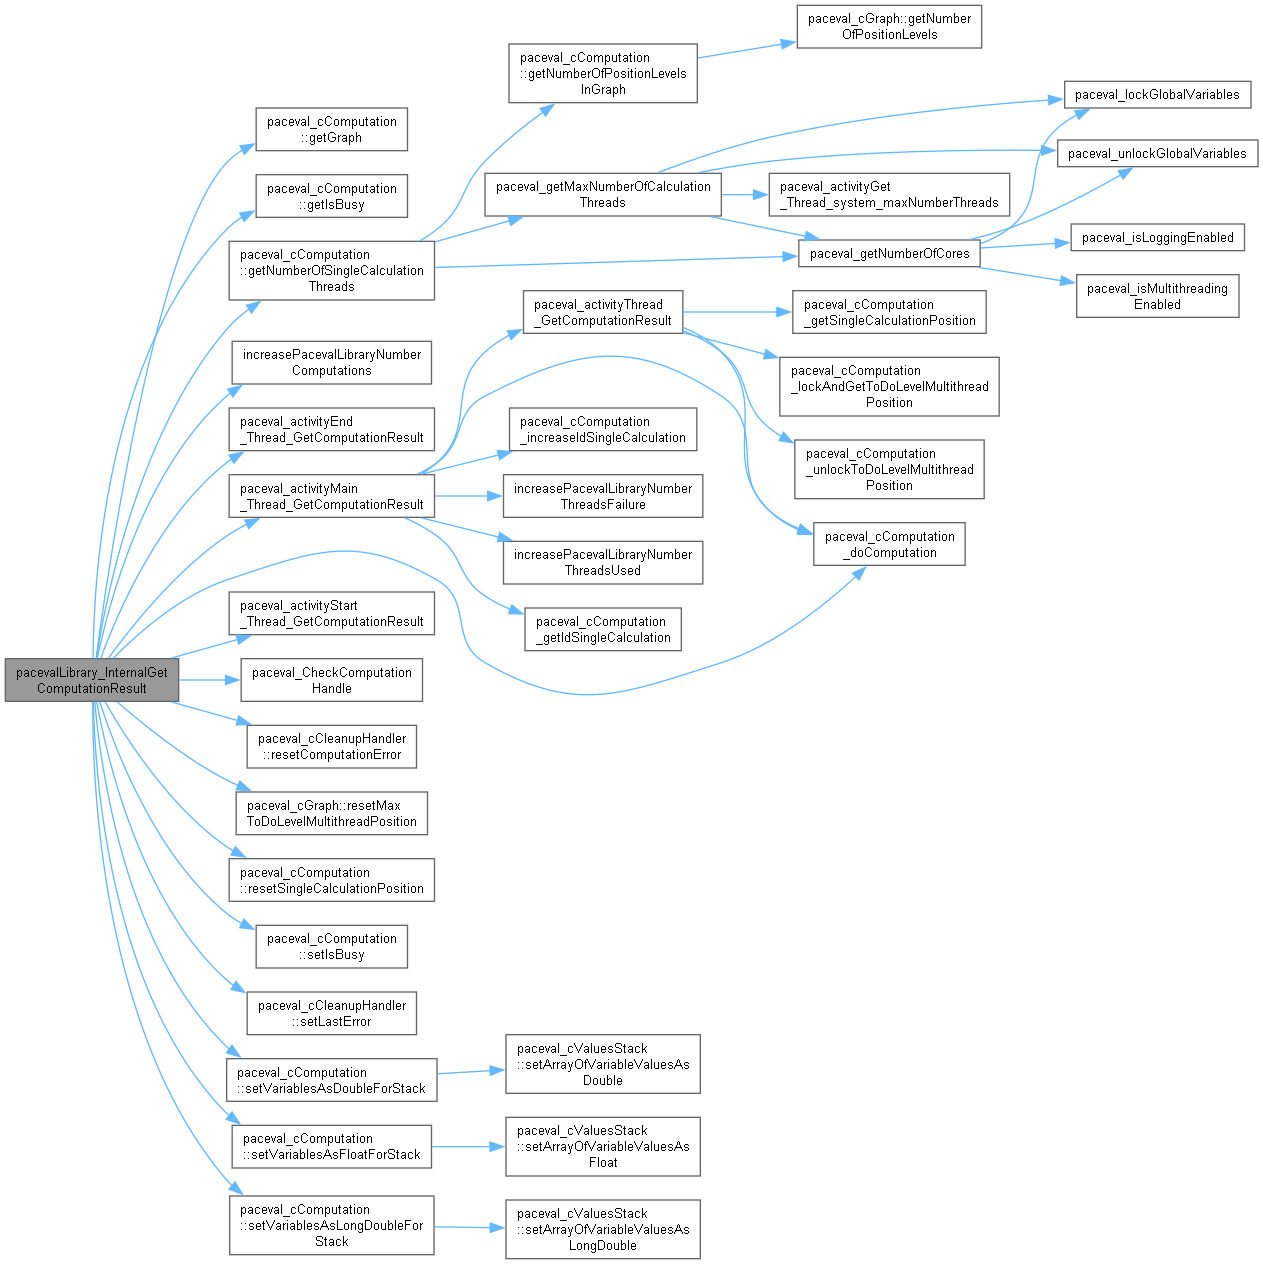 pacevalLibrary_InternalGet
ComputationResult
paceval_cComputation
::getGraph
paceval_cComputation
::getIsBusy
paceval_cComputation
::getNumberOfSingleCalculation
Threads
increasePacevalLibraryNumber
Computations
paceval_activityEnd
_Thread_GetComputationResult
paceval_activityMain
_Thread_GetComputationResult
paceval_activityStart
_Thread_GetComputationResult
paceval_CheckComputation
Handle
paceval_cCleanupHandler
::resetComputationError
paceval_cGraph::resetMax
ToDoLevelMultithreadPosition
paceval_cComputation
::resetSingleCalculationPosition
paceval_cComputation
::setIsBusy
paceval_cCleanupHandler
::setLastError
paceval_cComputation
::setVariablesAsDoubleForStack
paceval_cComputation
::setVariablesAsFloatForStack
paceval_cComputation
::setVariablesAsLongDoubleFor
Stack
paceval_cComputation
::getNumberOfPositionLevels
InGraph
paceval_getMaxNumberOfCalculation
Threads
paceval_activityThread
_GetComputationResult
paceval_cComputation
_increaseIdSingleCalculation
increasePacevalLibraryNumber
ThreadsFailure
increasePacevalLibraryNumber
ThreadsUsed
paceval_cComputation
_getIdSingleCalculation
paceval_cValuesStack
::setArrayOfVariableValuesAs
Double
paceval_cValuesStack
::setArrayOfVariableValuesAs
Float
paceval_cValuesStack
::setArrayOfVariableValuesAs
LongDouble
paceval_cGraph::getNumber
OfPositionLevels
paceval_activityGet
_Thread_system_maxNumberThreads
paceval_getNumberOfCores
paceval_cComputation
_getSingleCalculationPosition
paceval_cComputation
_lockAndGetToDoLevelMultithread
Position
paceval_cComputation
_unlockToDoLevelMultithread
Position
paceval_cComputation
_doComputation
paceval_lockGlobalVariables
paceval_unlockGlobalVariables
paceval_isLoggingEnabled
paceval_isMultithreading
Enabled